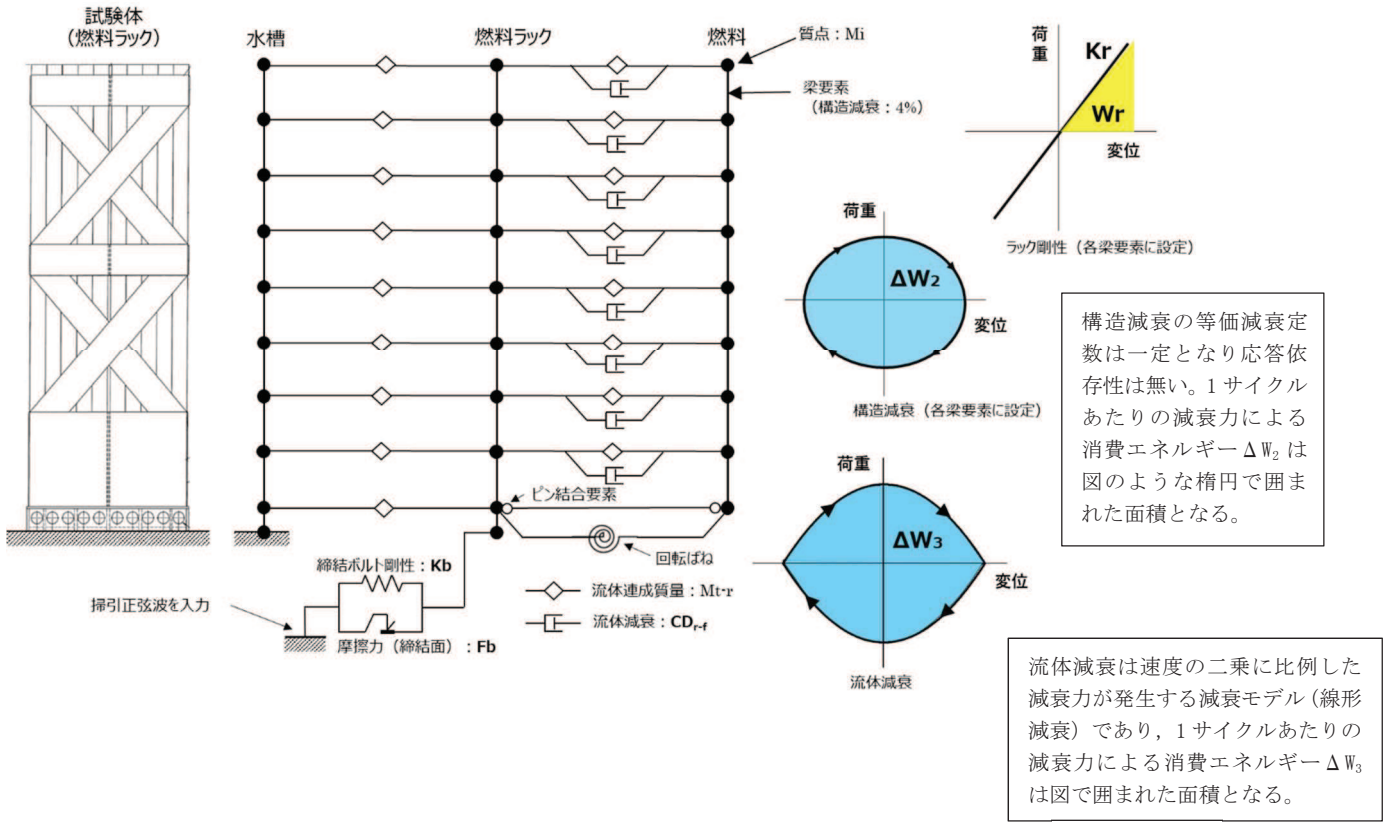 試験体
(燃料ラック)
水槽
燃料ラック
燃料
質点：Mi
梁要素
(構造減衰：4%)
荷重
Kr
Wr
変位
ラック剛性 (各梁要素に設定)
荷重
ΔW₂
変位
構造減衰 (各梁要素に設定)
構造減衰の等価減衰定
数は一定となり応答依
存性は無い。1 サイクル
あたりの減衰力による
消費エネルギーΔW₂ は
図のような楕円で囲ま
れた面積となる。
荷重
ΔW₃
変位
流体減衰
ピン結合要素
回転ばね
締結ボルト剛性：Kb
掃引正弦波を入力
摩擦力 (締結面) ：Fb
流体連成質量：Mt-r
流体減衰：CDr-f
流体減衰は速度の二乗に比例した
減衰力が発生する減衰モデル(線形
減衰) であり，1 サイクルあたりの
減衰力による消費エネルギーΔW₃
は図で囲まれた面積となる。